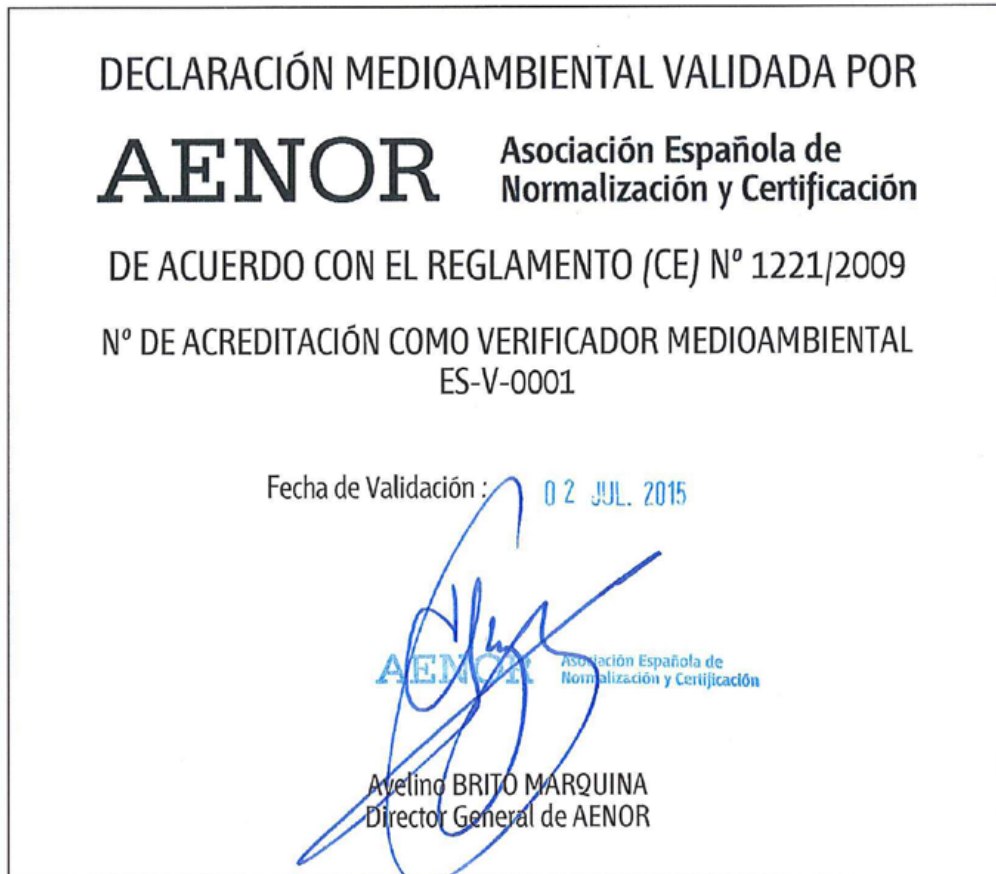 DECLARACIÓN MEDIOAMBIENTAL VALIDADA POR
AENOR
Asociación Española de
Normalización y Certificación
DE ACUERDO CON EL REGLAMENTO (CE) Nº 1221/2009
Nº DE ACREDITACIÓN COMO VERIFICADOR MEDIOAMBIENTAL
ES-V-0001
Fecha de Validación : 02 JUL. 2015
AENOR
Asociación Española de
Normalización y Certificación
Avelino BRITO MARQUINA
Director General de AENOR